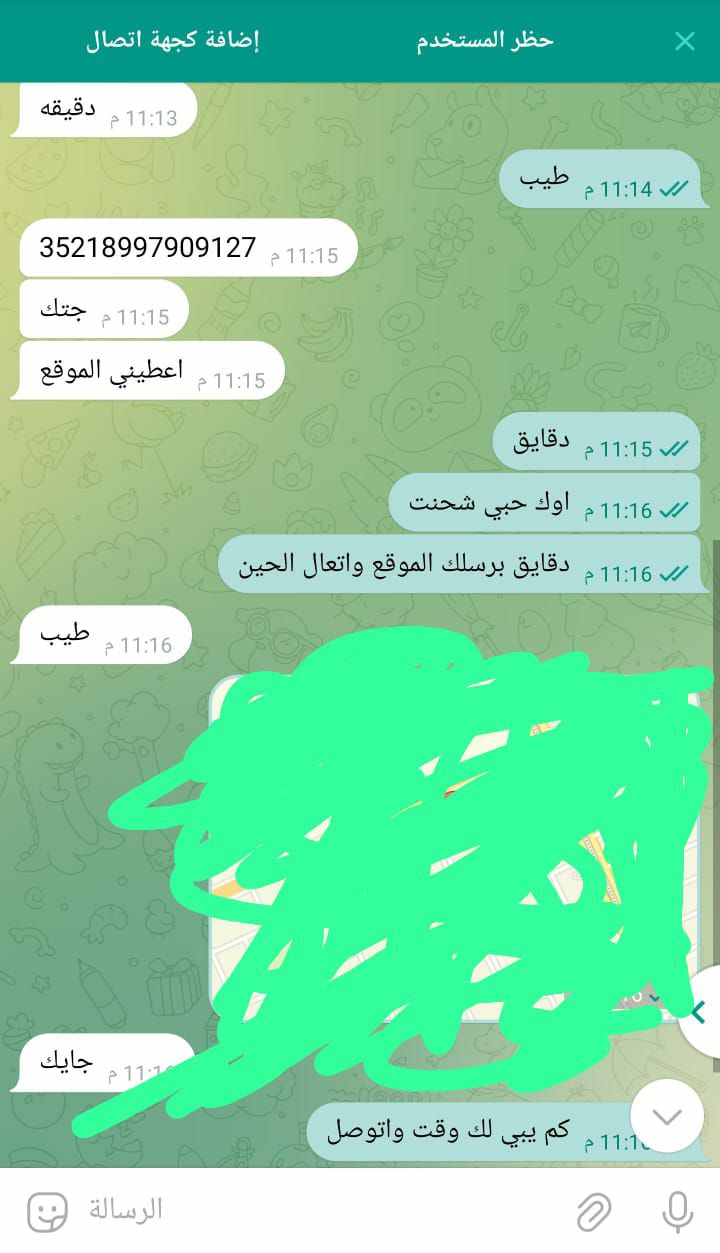 حظر المستخدم
إضافة كجهة اتصال
دقيقه
11:13 م
طيب
11:14 م
35218997909127
11:15 م
جتك
11:15 م
اعطيني الموقع
11:15 م
دقايق
11:15 م
اوك حبي شحنت
11:16 م
دقايق برسلك الموقع واتعال الحين
11:16 م
طيب
11:16 م
جايك
كم يبي لك وقت واتوصل
الرسالة